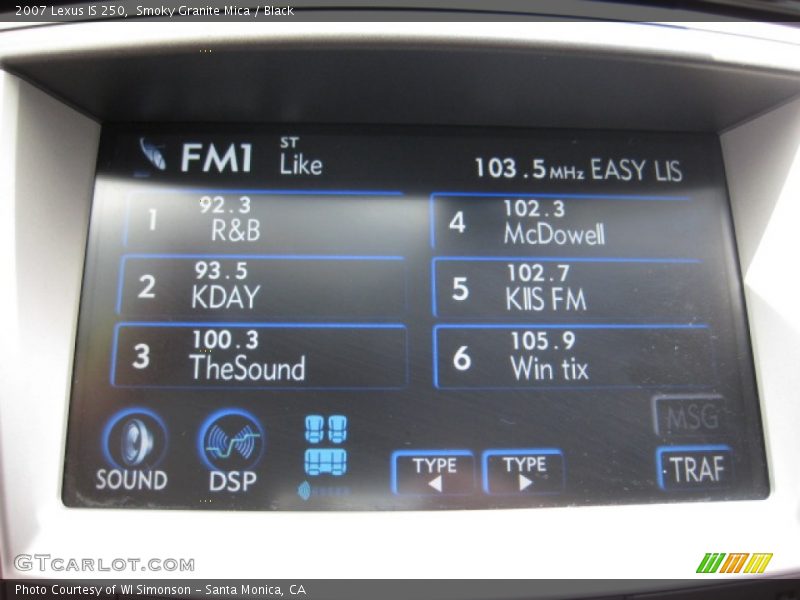 2007 Lexus IS 250, Smoky Granite Mica / Black
FM1 ST Like 103.5MHz EASY LIS
1 92.3 R&B
4 102.3 McDowell
2 93.5 KDAY
5 102.7 KIIS FM
3 100.3 TheSound
6 105.9 Win tix
MSG
SOUND DSP TYPE ◀ TYPE ▶ TRAF
GTCARLOT.COM
Photo Courtesy of WI Simonson - Santa Monica, CA